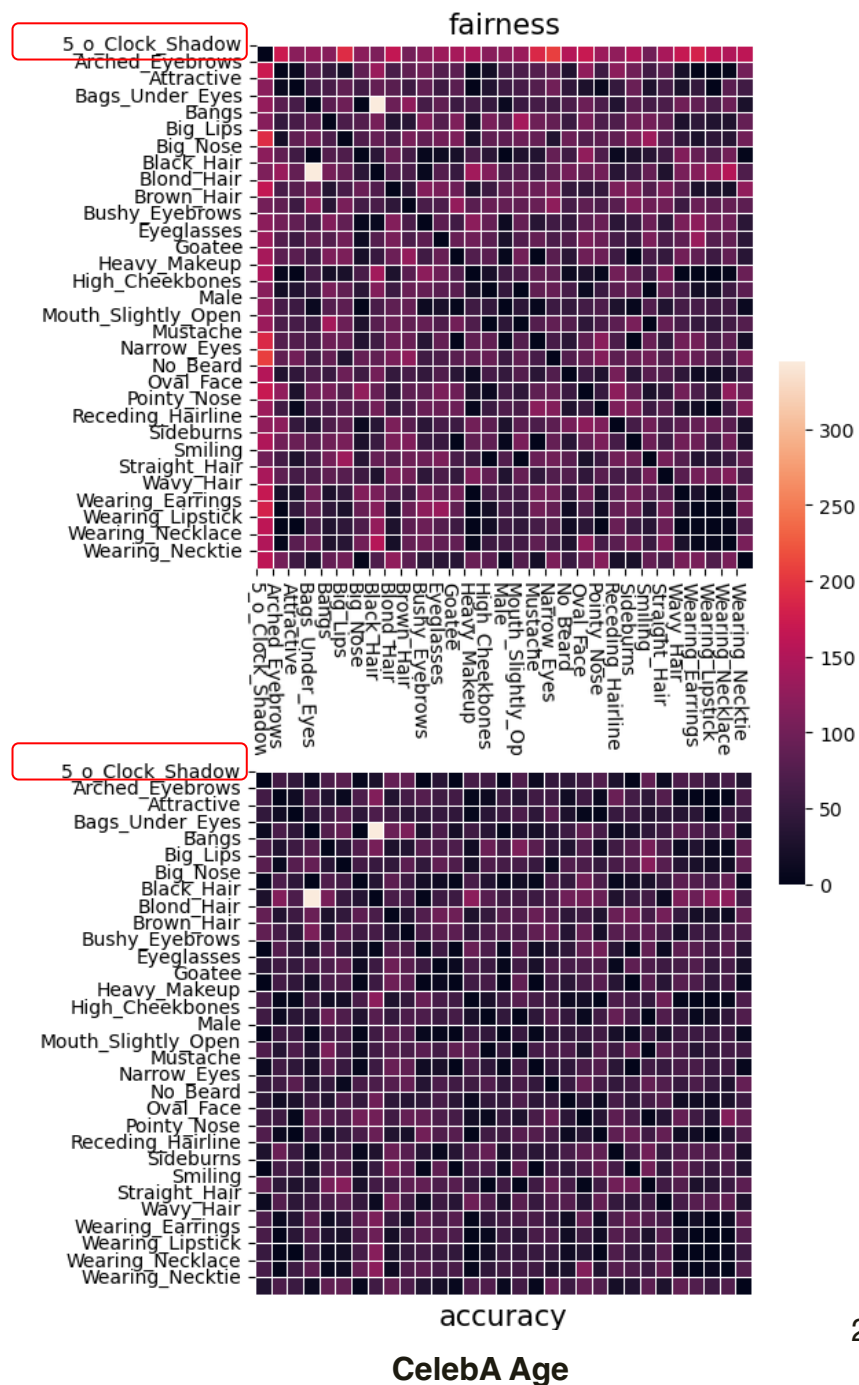 fairness
5_o_Clock_Shadow
Arched_Eyebrows
Attractive
Bags_Under_Eyes
Bangs
Big_Lips
Big_Nose
Black_Hair
Blond_Hair
Brown_Hair
Bushy_Eyebrows
Eyeglasses
Goatee
Heavy_Makeup
High_Cheekbones
Male
Mouth_Slightly_Open
Mustache
Narrow_Eyes
No_Beard
Oval_Face
Pointy_Nose
Receding_Hairline
Sideburns
Smiling
Straight_Hair
Wavy_Hair
Wearing_Earrings
Wearing_Lipstick
Wearing_Necklace
Wearing_Necktie
300
250
200
150
100
50
0
5_o_Clock_Shadow
Arched_Eyebrows
Attractive
Bags_Under_Eyes
Bangs
Big_Lips
Big_Nose
Black_Hair
Blond_Hair
Brown_Hair
Bushy_Eyebrows
Eyeglasses
Goatee
Heavy_Makeup
High_Cheekbones
Male
Mouth_Slightly_Op
Mustache
Narrow_Eyes
No_Beard
Oval_Face
Pointy_Nose
Receding_Hairline
Sideburns
Smiling
Straight_Hair
Wavy_Hair
Wearing_Earrings
Wearing_Lipstick
Wearing_Necklace
Wearing_Necktie
5_o_Clock_Shadow
Arched_Eyebrows
Attractive
Bags_Under_Eyes
Bangs
Big_Lips
Big_Nose
Black_Hair
Blond_Hair
Brown_Hair
Bushy_Eyebrows
Eyeglasses
Goatee
Heavy_Makeup
High_Cheekbones
Male
Mouth_Slightly_Open
Mustache
Narrow_Eyes
No_Beard
Oval_Face
Pointy_Nose
Receding_Hairline
Sideburns
Smiling
Straight_Hair
Wavy_Hair
Wearing_Earrings
Wearing_Lipstick
Wearing_Necklace
Wearing_Necktie
accuracy
2
CelebA Age